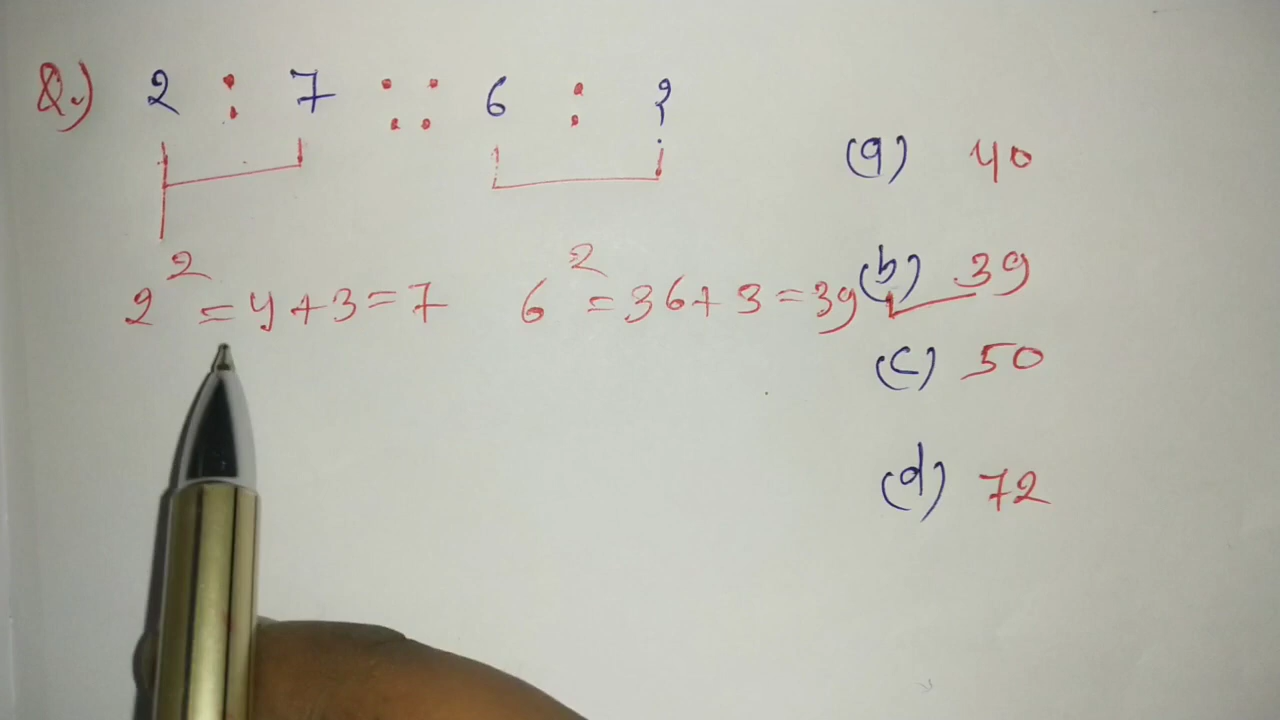 Q.) 2 : 7 :: 6 : ?
2² = 4 + 3 = 7
6² = 36 + 3 = 39
(a) 40
(b) 39
(c) 50
(d) 72